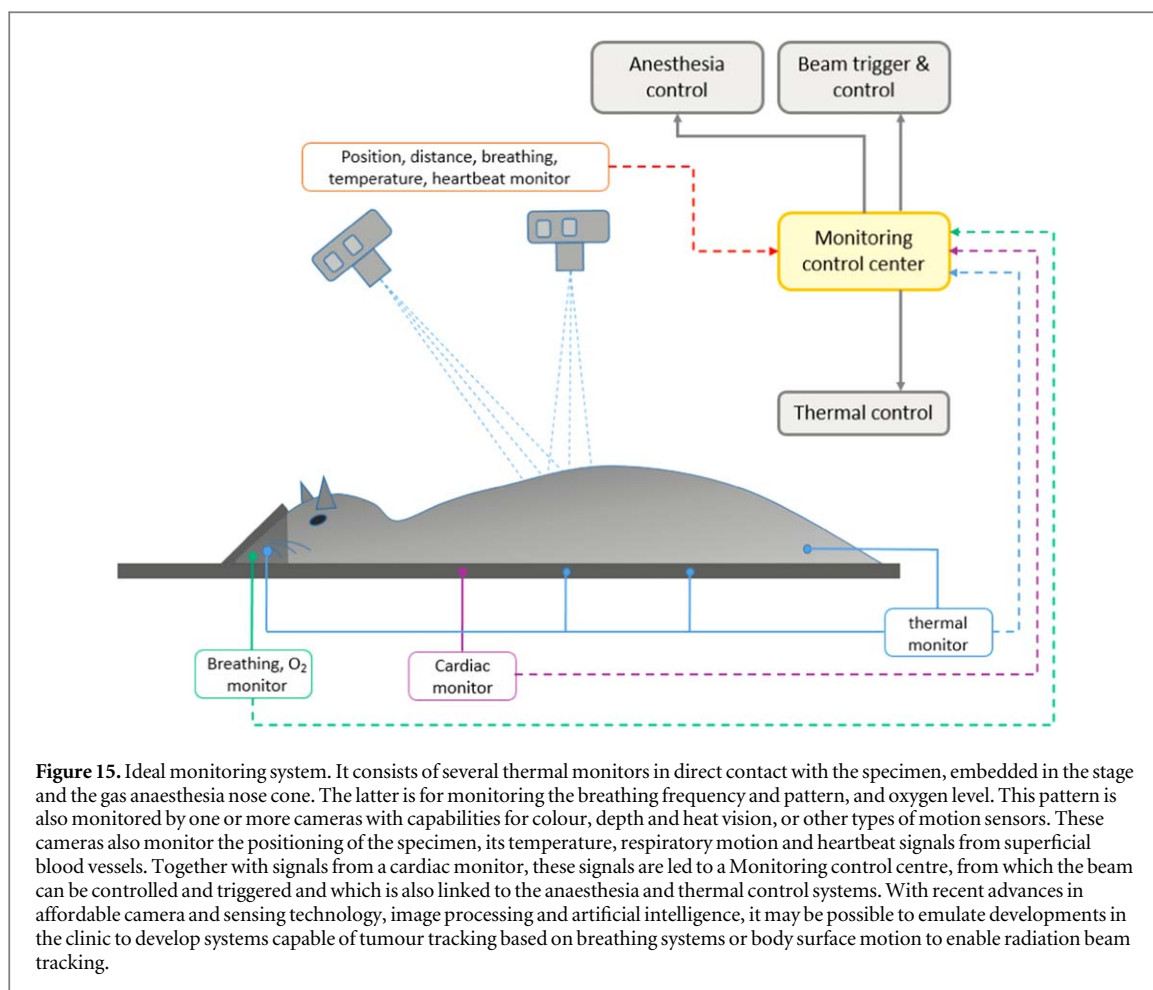 Anesthesia
control
Beam trigger &
control
Position, distance, breathing,
temperature, heartbeat monitor
Monitoring
control center
Thermal control
thermal
monitor
Breathing, O₂
monitor
Cardiac
monitor
Figure 15. Ideal monitoring system. It consists of several thermal monitors in direct contact with the specimen, embedded in the stage
and the gas anaesthesia nose cone. The latter is for monitoring the breathing frequency and pattern, and oxygen level. This pattern is
also monitored by one or more cameras with capabilities for colour, depth and heat vision, or other types of motion sensors. These
cameras also monitor the positioning of the specimen, its temperature, respiratory motion and heartbeat signals from superficial
blood vessels. Together with signals from a cardiac monitor, these signals are led to a Monitoring control centre, from which the beam
can be controlled and triggered and which is also linked to the anaesthesia and thermal control systems. With recent advances in
affordable camera and sensing technology, image processing and artificial intelligence, it may be possible to emulate developments in
the clinic to develop systems capable of tumour tracking based on breathing systems or body surface motion to enable radiation beam
tracking.